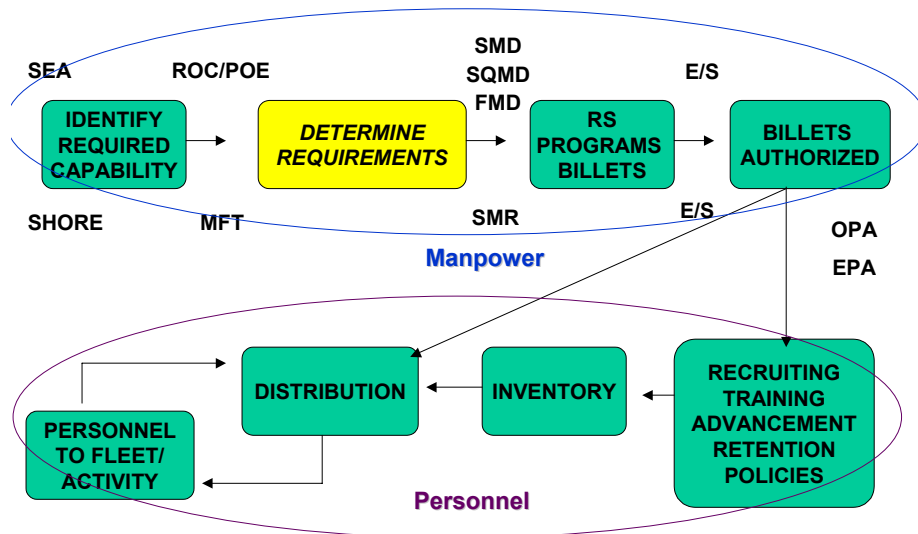 SEA
ROC/POE
SMD
SQMD
FMD
E/S
IDENTIFY
REQUIRED
CAPABILITY
DETERMINE
REQUIREMENTS
RS
PROGRAMS
BILLETS
BILLETS
AUTHORIZED
SHORE
MFT
SMR
E/S
OPA
EPA
Manpower
DISTRIBUTION
INVENTORY
RECRUITING
TRAINING
ADVANCEMENT
RETENTION
POLICIES
PERSONNEL
TO FLEET/
ACTIVITY
Personnel